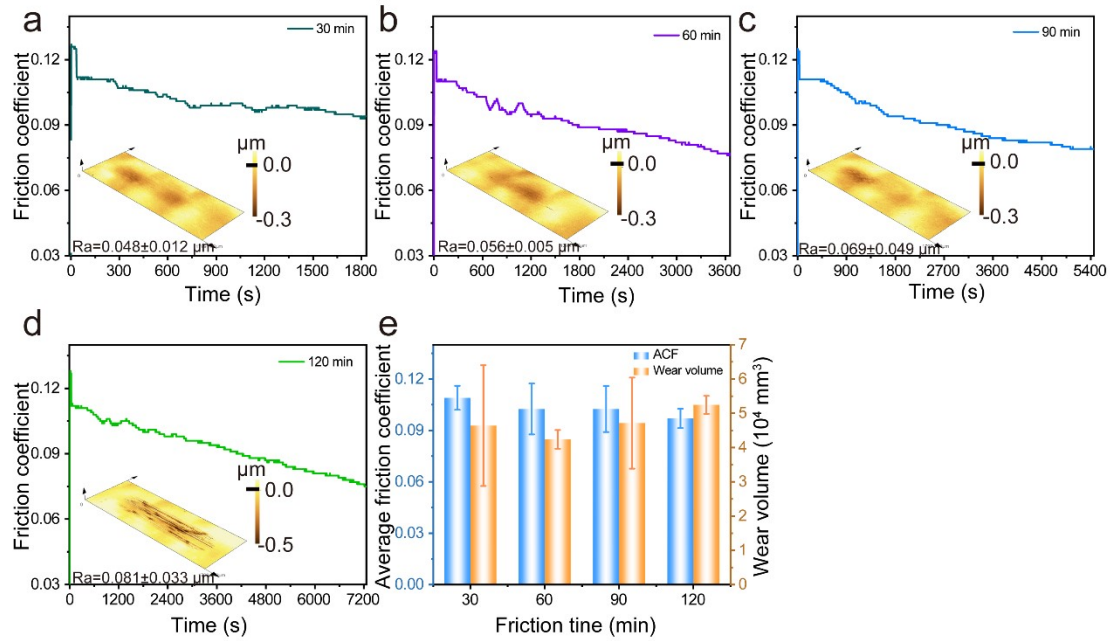 a
30 min
Friction coefficient
0.12
0.09
0.06
0.03
µm
0.0
-0.3
Ra=0.048±0.012 µm
0 300 600 900 1200 1500 1800
Time (s)
b
60 min
Friction coefficient
0.12
0.09
0.06
0.03
µm
0.0
-0.3
Ra=0.056±0.005 µm
0 600 1200 1800 2400 3000 3600
Time (s)
c
90 min
Friction coefficient
0.12
0.09
0.06
0.03
µm
0.0
-0.3
Ra=0.069±0.049 µm
0 900 1800 2700 3600 4500 5400
Time (s)
d
120 min
Friction coefficient
0.12
0.09
0.06
0.03
µm
0.0
-0.5
Ra=0.081±0.033 µm
0 1200 2400 3600 4800 6000 7200
Time (s)
e
ACF
Wear volume
Average friction coefficient
0.12
0.09
0.06
0.03
0.00
7
6
5
4
3
2
1
0
Wear volume (10⁴ mm³)
30 60 90 120
Friction tine (min)